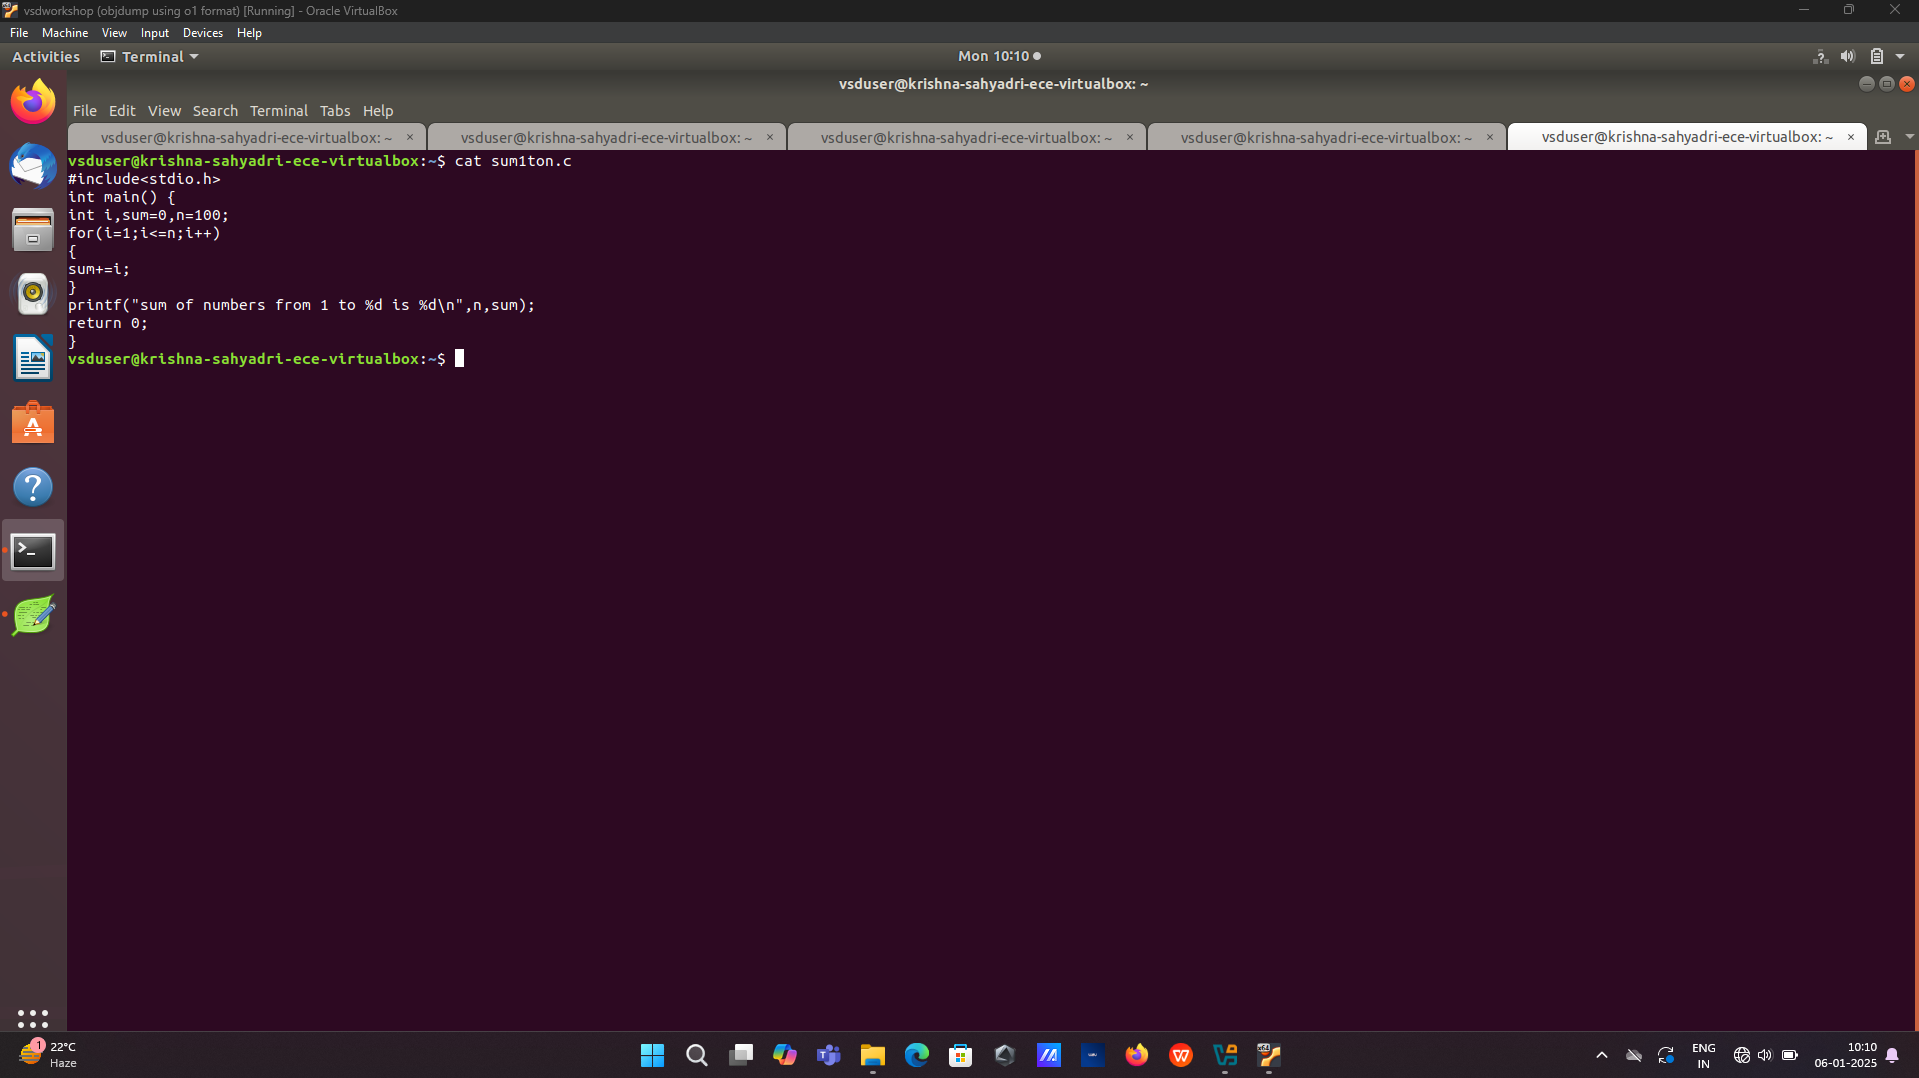 vsdworkshop (objdump using o1 format) [Running] - Oracle VirtualBox
File Machine View Input Devices Help
Activities Terminal Mon 10:10
vsduser@krishna-sahyadri-ece-virtualbox: ~
File Edit View Search Terminal Tabs Help
vsduser@krishna-sahyadri-ece-virtualbox: ~ × vsduser@krishna-sahyadri-ece-virtualbox: ~ × vsduser@krishna-sahyadri-ece-virtualbox: ~ × vsduser@krishna-sahyadri-ece-virtualbox: ~ × vsduser@krishna-sahyadri-ece-virtualbox: ~ ×
vsduser@krishna-sahyadri-ece-virtualbox:~$ cat sum1ton.c
#include<stdio.h>
int main() {
int i,sum=0,n=100;
for(i=1;i<=n;i++)
{
sum+=i;
}
printf("sum of numbers from 1 to %d is %d\n",n,sum);
return 0;
}
vsduser@krishna-sahyadri-ece-virtualbox:~$
1 22°C
Haze
ENG
IN
10:10
06-01-2025